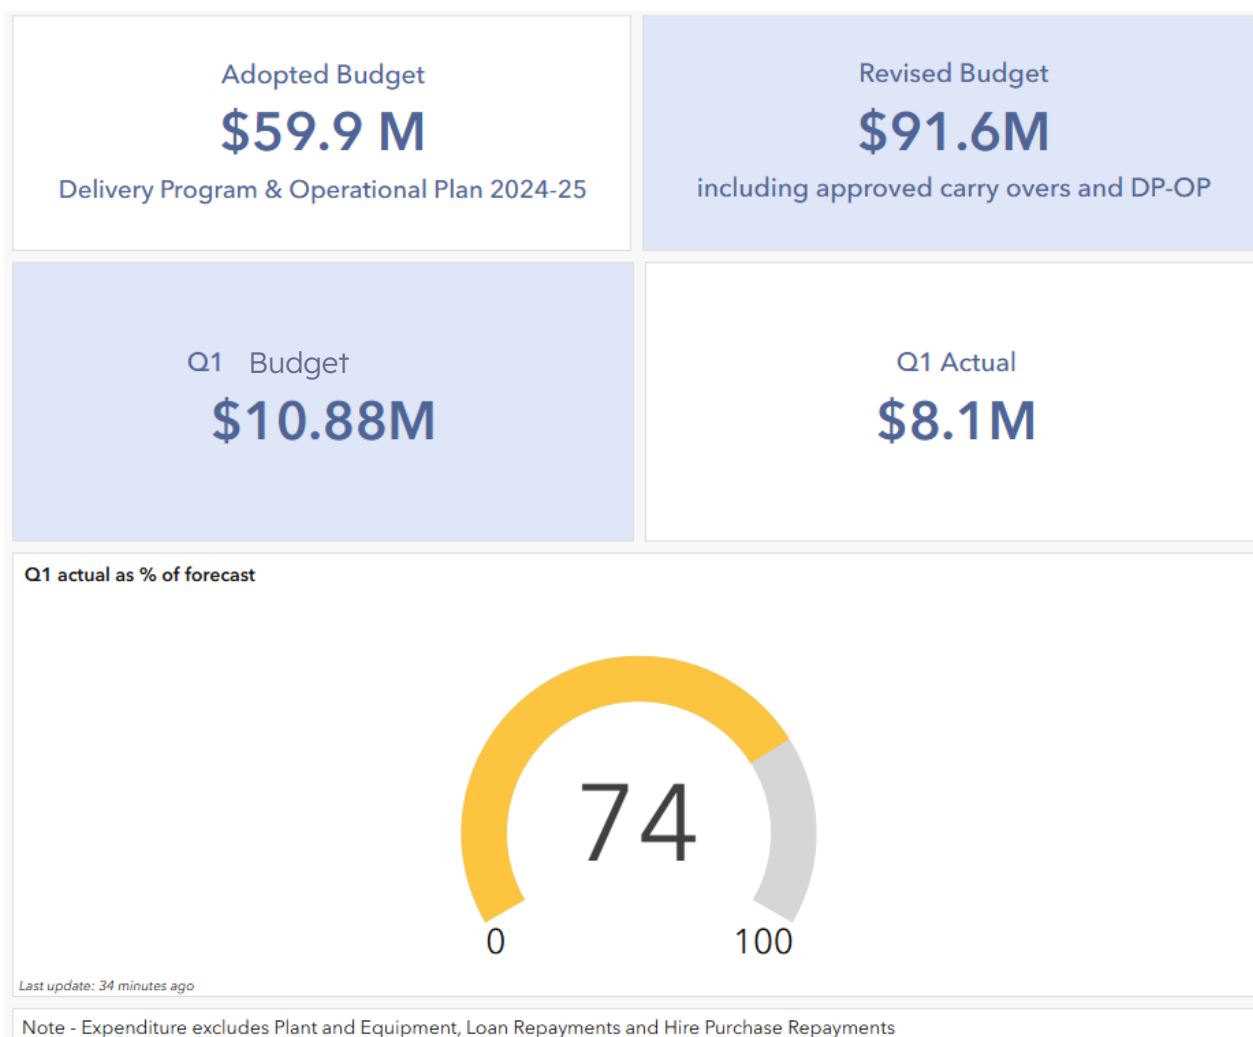 Adopted Budget
$59.9 M
Delivery Program & Operational Plan 2024-25
Revised Budget
$91.6M
including approved carry overs and DP-OP
Q1 Budget
$10.88M
Q1 Actual
$8.1M
Q1 actual as % of forecast
74
0
100
Last update: 34 minutes ago
Note - Expenditure excludes Plant and Equipment, Loan Repayments and Hire Purchase Repayments